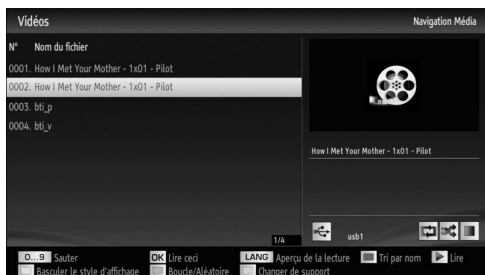 Vidéos
Navigation Média
N° Nom du fichier
0001. How I Met Your Mother - 1x01 - Pilot
0002. How I Met Your Mother - 1x01 - Pilot
0003. bti_p
0004. bti_v
How I Met Your Mother - 1x01 - Pilot
1/4
usb1
0...9 Sauter OK Lire ceci LANG Aperçu de la lecture Tri par nom Lire
Basculer le style d'affichage Boucle/Aléatoire Changer de support